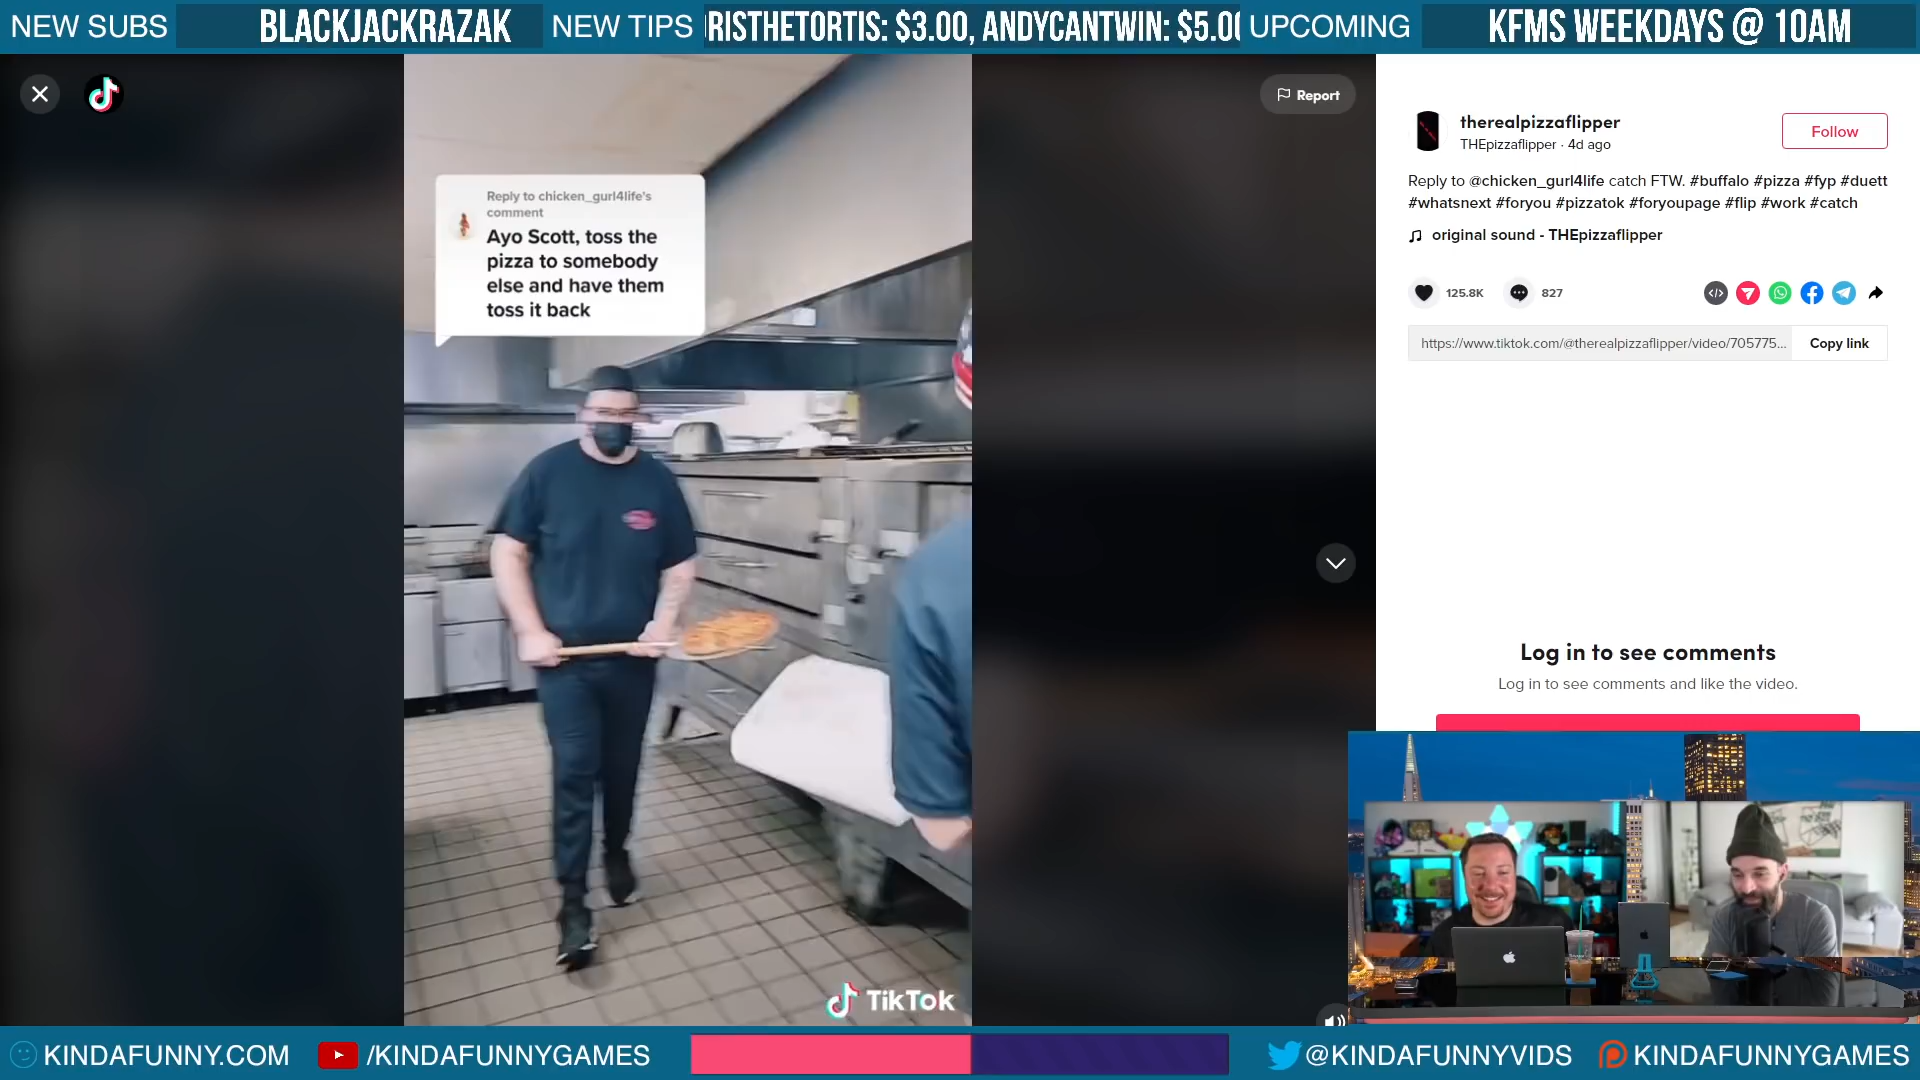 NEW SUBS
BLACKJACKRAZAK
NEW TIPS
RISTHETORTIS: $3.00, ANDYCANTWIN: $5.00
UPCOMING
KFMS WEEKDAYS @ 10AM
Report
Reply to chicken_gurl4life's
comment
Ayo Scott, toss the
pizza to somebody
else and have them
toss it back
TikTok
therealpizzaflipper
THEpizzaflipper · 4d ago
Follow
Reply to @chicken_gurl4life catch FTW. #buffalo #pizza #fyp #duett
#whatsnext #foryou #pizzatok #foryoupage #flip #work #catch
original sound - THEpizzaflipper
125.8K
827
https://www.tiktok.com/@therealpizzaflipper/video/705775...
Copy link
Log in to see comments
Log in to see comments and like the video.
KINDAFUNNY.COM
/KINDAFUNNYGAMES
@KINDAFUNNYVIDS
KINDAFUNNYGAMES